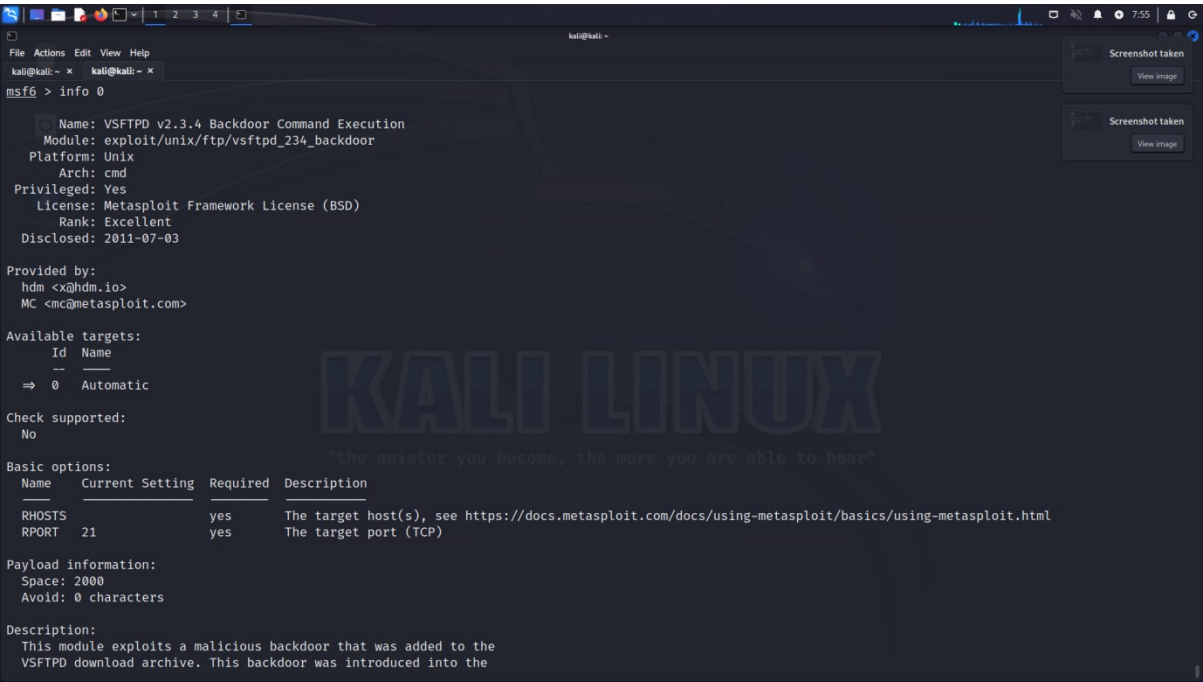 1 2 3 4
7:55
kali@kali: ~
File Actions Edit View Help
kali@kali: ~ × kali@kali: ~ ×
Screenshot taken
View image
Screenshot taken
View image
msf6 > info 0
Name: VSFTPD v2.3.4 Backdoor Command Execution
Module: exploit/unix/ftp/vsftpd_234_backdoor
Platform: Unix
Arch: cmd
Privileged: Yes
License: Metasploit Framework License (BSD)
Rank: Excellent
Disclosed: 2011-07-03
Provided by:
hdm <x@hdm.io>
MC <mc@metasploit.com>
Available targets:
Id Name
-- ----
⇒ 0 Automatic
Check supported:
No
KALI LINUX
"the quieter you become, the more you are able to hear"
Basic options:
Name Current Setting Required Description
---- --------------- -------- -----------
RHOSTS yes The target host(s), see https://docs.metasploit.com/docs/using-metasploit/basics/using-metasploit.html
RPORT 21 yes The target port (TCP)
Payload information:
Space: 2000
Avoid: 0 characters
Description:
This module exploits a malicious backdoor that was added to the
VSFTPD download archive. This backdoor was introduced into the